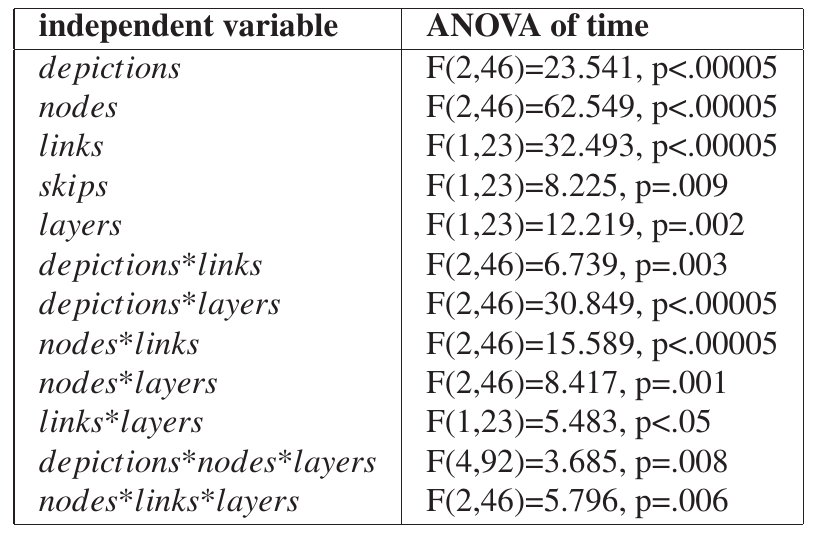 independent variable ANOVA of time
depictions F(2,46)=23.541, p<.00005
nodes F(2,46)=62.549, p<.00005
links F(1,23)=32.493, p<.00005
skips F(1,23)=8.225, p=.009
layers F(1,23)=12.219, p=.002
depictions*links F(2,46)=6.739, p=.003
depictions*layers F(2,46)=30.849, p<.00005
nodes*links F(2,46)=15.589, p<.00005
nodes*layers F(2,46)=8.417, p=.001
links*layers F(1,23)=5.483, p<.05
depictions*nodes*layers F(4,92)=3.685, p=.008
nodes*links*layers F(2,46)=5.796, p=.006